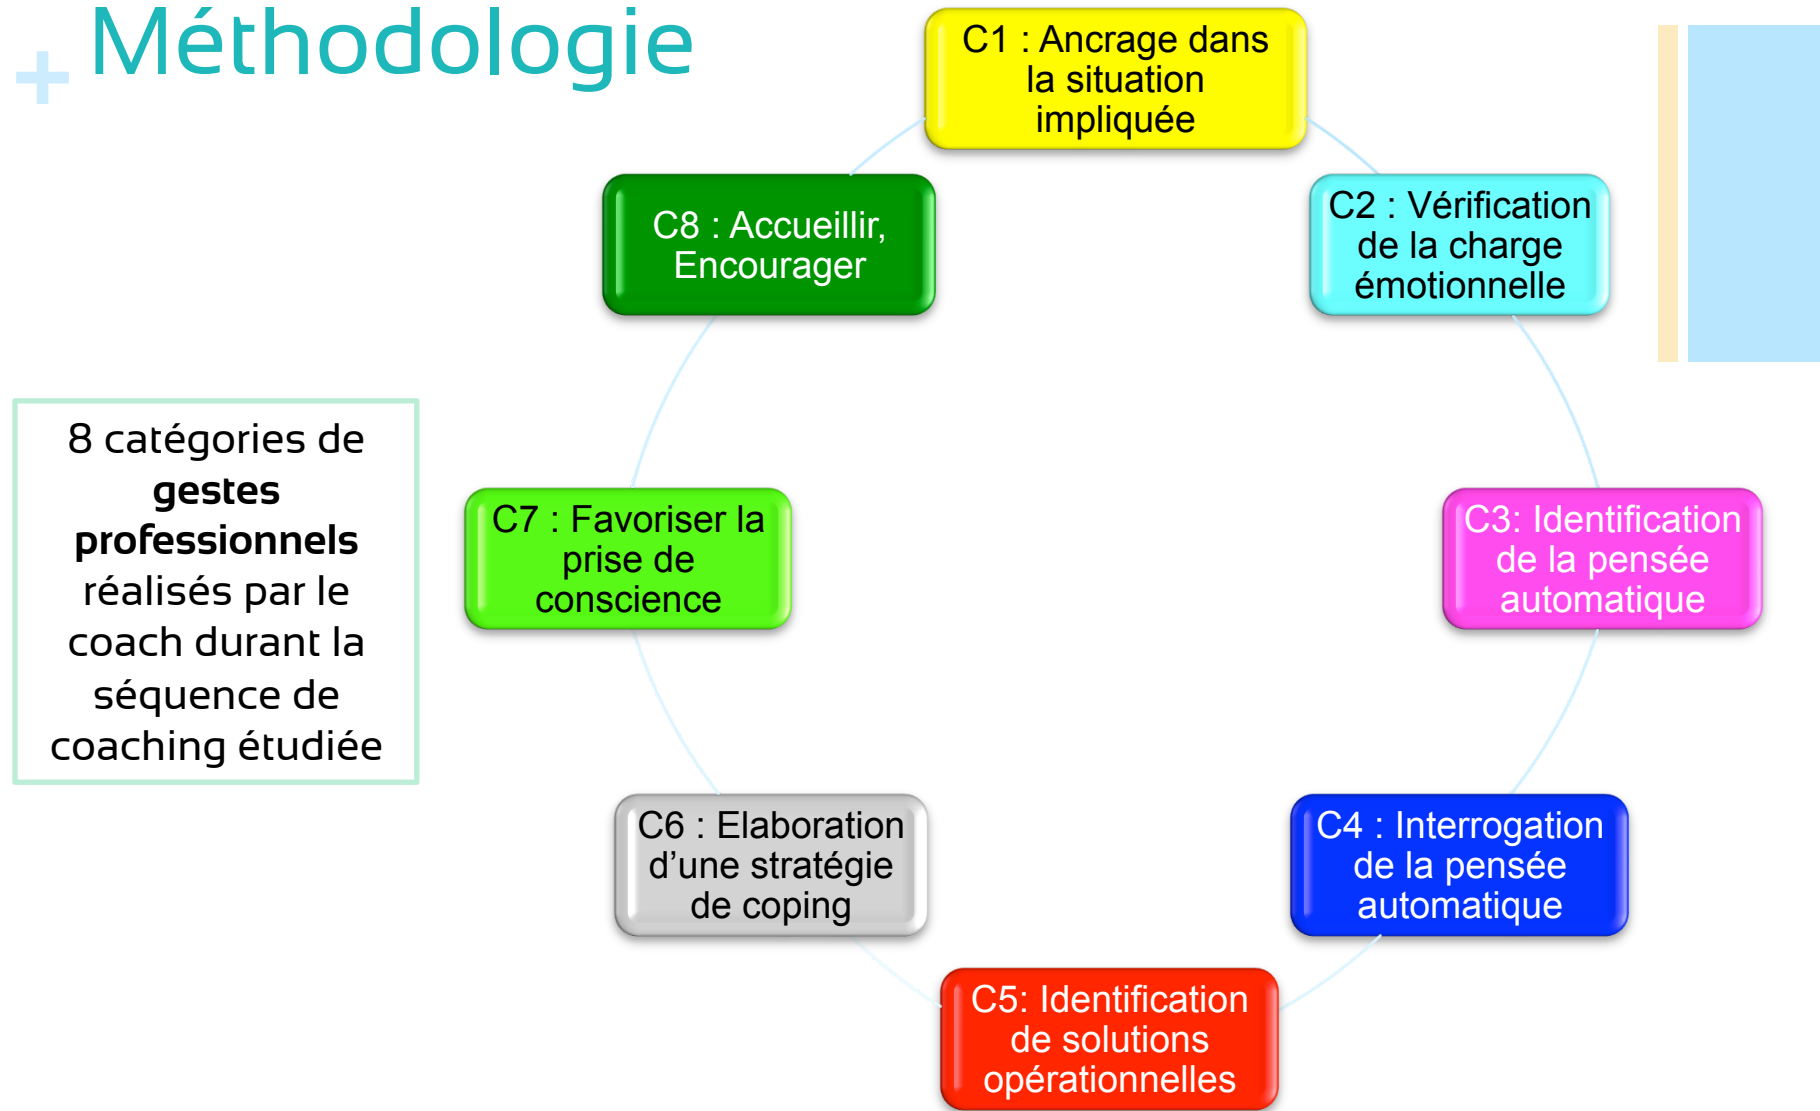 + Méthodologie
8 catégories de
gestes
professionnels
réalisés par le
coach durant la
séquence de
coaching étudiée
C1 : Ancrage dans
la situation
impliquée
C2 : Vérification
de la charge
émotionnelle
C3: Identification
de la pensée
automatique
C4 : Interrogation
de la pensée
automatique
C5: Identification
de solutions
opérationnelles
C6 : Elaboration
d’une stratégie
de coping
C7 : Favoriser la
prise de
conscience
C8 : Accueillir,
Encourager